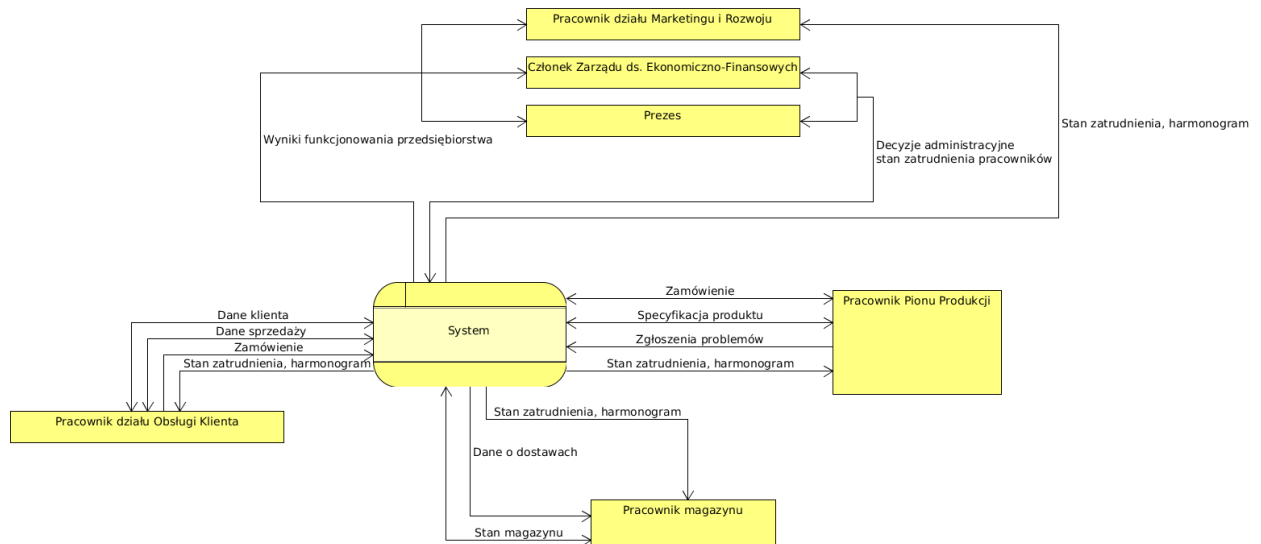 Pracownik działu Marketingu i Rozwoju
Członek Zarządu ds. Ekonomiczno-Finansowych
Prezes
Wyniki funkcjonowania przedsiębiorstwa
Decyzje administracyjne
stan zatrudnienia pracowników
Stan zatrudnienia, harmonogram
System
Dane klienta
Dane sprzedaży
Zamówienie
Stan zatrudnienia, harmonogram
Pracownik działu Obsługi Klienta
Zamówienie
Specyfikacja produktu
Zgłoszenia problemów
Stan zatrudnienia, harmonogram
Pracownik Pionu Produkcji
Stan zatrudnienia, harmonogram
Dane o dostawach
Stan magazynu
Pracownik magazynu